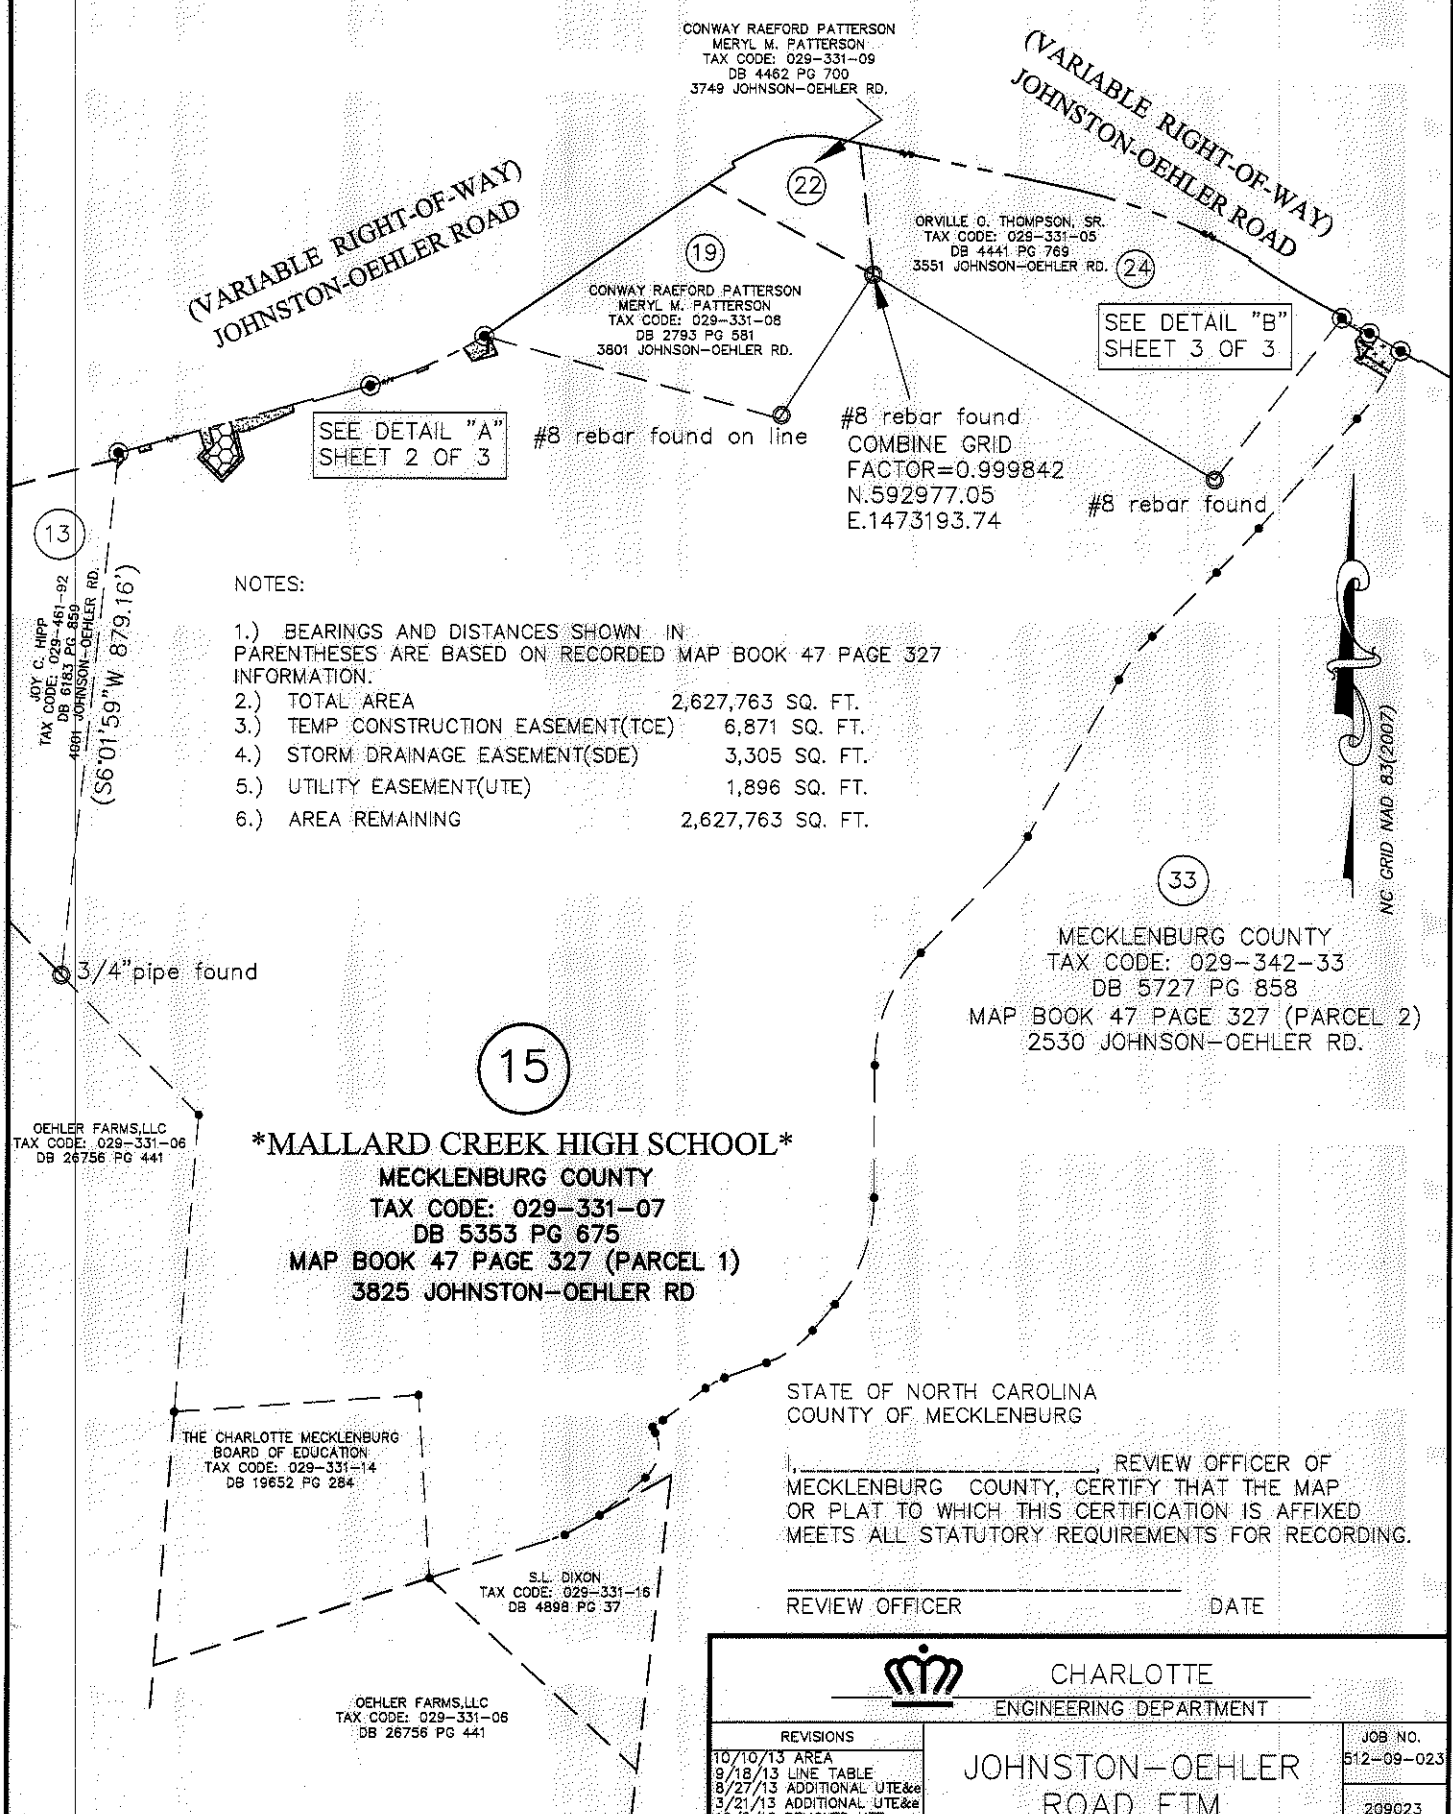 CONWAY RAEFORD PATTERSON
MERYL M. PATTERSON
TAX CODE: 029-331-09
DB 4462 PG 700
3749 JOHNSON-OEHLER RD.
(VARIABLE RIGHT-OF-WAY)
JOHNSTON-OEHLER ROAD
(VARIABLE RIGHT-OF-WAY)
JOHNSTON-OEHLER ROAD
22
ORVILLE O. THOMPSON, SR.
TAX CODE: 029-331-05
DB 4441 PG 769
3551 JOHNSON-OEHLER RD.
24
19
CONWAY RAEFORD PATTERSON
MERYL M. PATTERSON
TAX CODE: 029-331-08
DB 2793 PG 581
3801 JOHNSON-OEHLER RD.
SEE DETAIL "B"
SHEET 3 OF 3
SEE DETAIL "A"
SHEET 2 OF 3
#8 rebar found on line
#8 rebar found
COMBINE GRID
FACTOR=0.999842
N.592977.05
E.1473193.74
#8 rebar found
13
JOY C. HIPP
TAX CODE: 029-461-92
DB 6183 PG 859
4001 JOHNSON-OEHLER RD.
(S6°01'59"W 879.16')
NOTES:
1.) BEARINGS AND DISTANCES SHOWN IN
PARENTHESES ARE BASED ON RECORDED MAP BOOK 47 PAGE 327
INFORMATION.
2.) TOTAL AREA 2,627,763 SQ. FT.
3.) TEMP CONSTRUCTION EASEMENT(TCE) 6,871 SQ. FT.
4.) STORM DRAINAGE EASEMENT(SDE) 3,305 SQ. FT.
5.) UTILITY EASEMENT(UTE) 1,896 SQ. FT.
6.) AREA REMAINING 2,627,763 SQ. FT.
NC GRID NAD 83(2007)
33
MECKLENBURG COUNTY
TAX CODE: 029-342-33
DB 5727 PG 858
MAP BOOK 47 PAGE 327 (PARCEL 2)
2530 JOHNSON-OEHLER RD.
3/4"pipe found
15
*MALLARD CREEK HIGH SCHOOL*
MECKLENBURG COUNTY
TAX CODE: 029-331-07
DB 5353 PG 675
MAP BOOK 47 PAGE 327 (PARCEL 1)
3825 JOHNSTON-OEHLER RD
OEHLER FARMS,LLC
TAX CODE: 029-331-06
DB 26756 PG 441
THE CHARLOTTE MECKLENBURG
BOARD OF EDUCATION
TAX CODE: 029-331-14
DB 19652 PG 284
STATE OF NORTH CAROLINA
COUNTY OF MECKLENBURG
I,____________________, REVIEW OFFICER OF
MECKLENBURG COUNTY, CERTIFY THAT THE MAP
OR PLAT TO WHICH THIS CERTIFICATION IS AFFIXED
MEETS ALL STATUTORY REQUIREMENTS FOR RECORDING.
REVIEW OFFICER DATE
S.L. DIXON
TAX CODE: 029-331-16
DB 4898 PG 37
OEHLER FARMS,LLC
TAX CODE: 029-331-06
DB 26756 PG 441
CHARLOTTE
ENGINEERING DEPARTMENT
REVISIONS
10/10/13 AREA
9/18/13 LINE TABLE
8/27/13 ADDITIONAL UTE&e
3/21/13 ADDITIONAL UTE&e
JOHNSTON-OEHLER
ROAD FTM
JOB NO.
512-09-023
209023